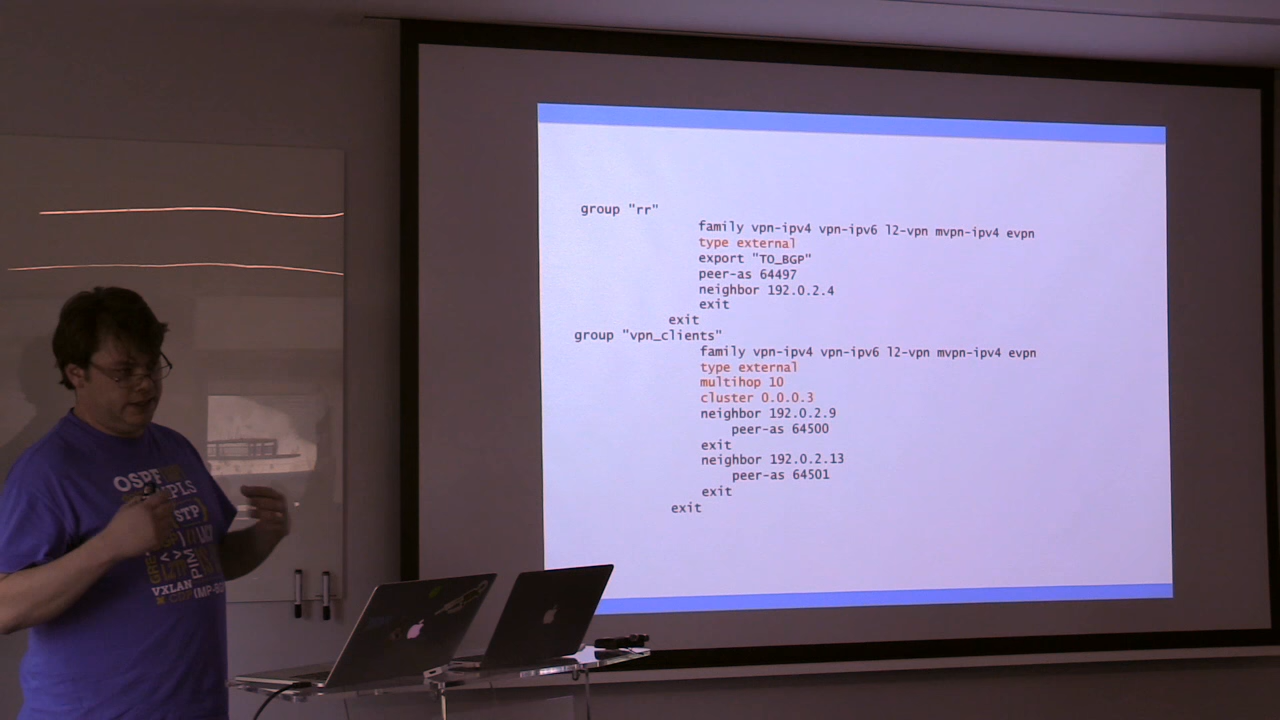 group "rr"
family vpn-ipv4 vpn-ipv6 l2-vpn mvpn-ipv4 evpn
type external
export "TO_BGP"
peer-as 64497
neighbor 192.0.2.4
exit
exit
group "vpn_clients"
family vpn-ipv4 vpn-ipv6 l2-vpn mvpn-ipv4 evpn
type external
multihop 10
cluster 0.0.0.3
neighbor 192.0.2.9
peer-as 64500
exit
neighbor 192.0.2.13
peer-as 64501
exit
exit
OSPF
MPLS
STP)
GRE
PIM
VXLAN